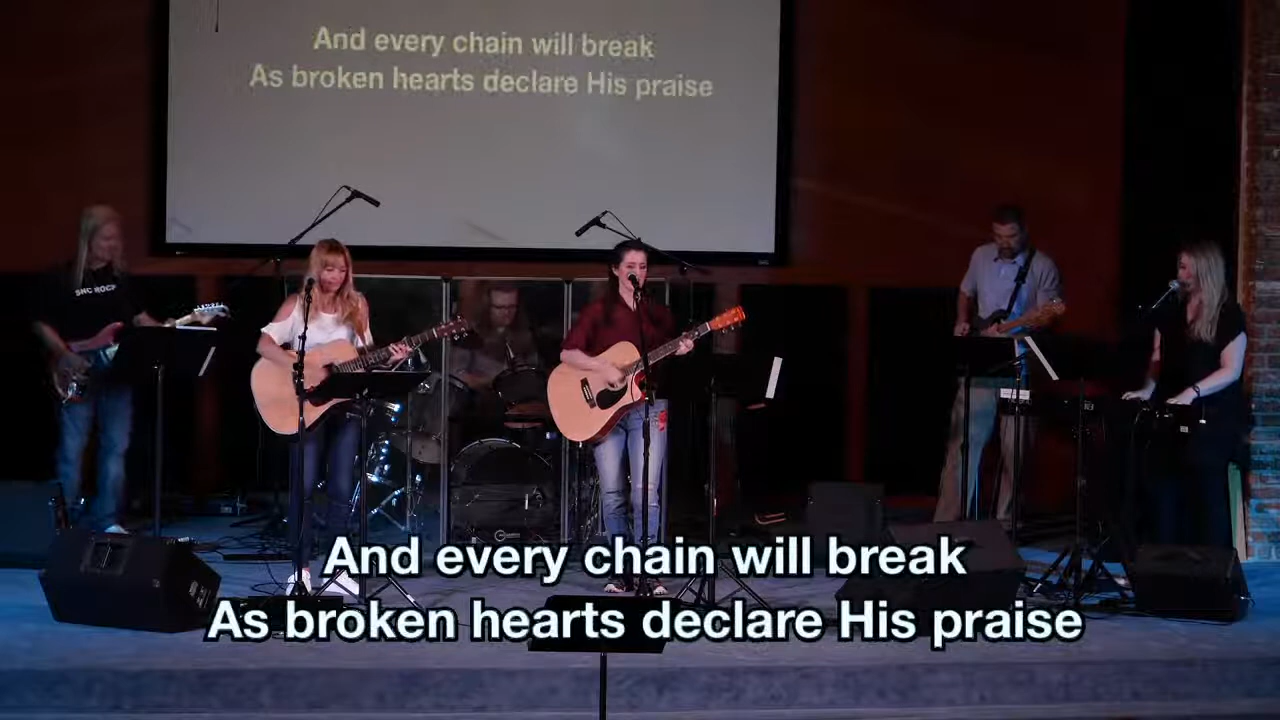 And every chain will break
As broken hearts declare His praise
SNC ROCK
And every chain will break
As broken hearts declare His praise